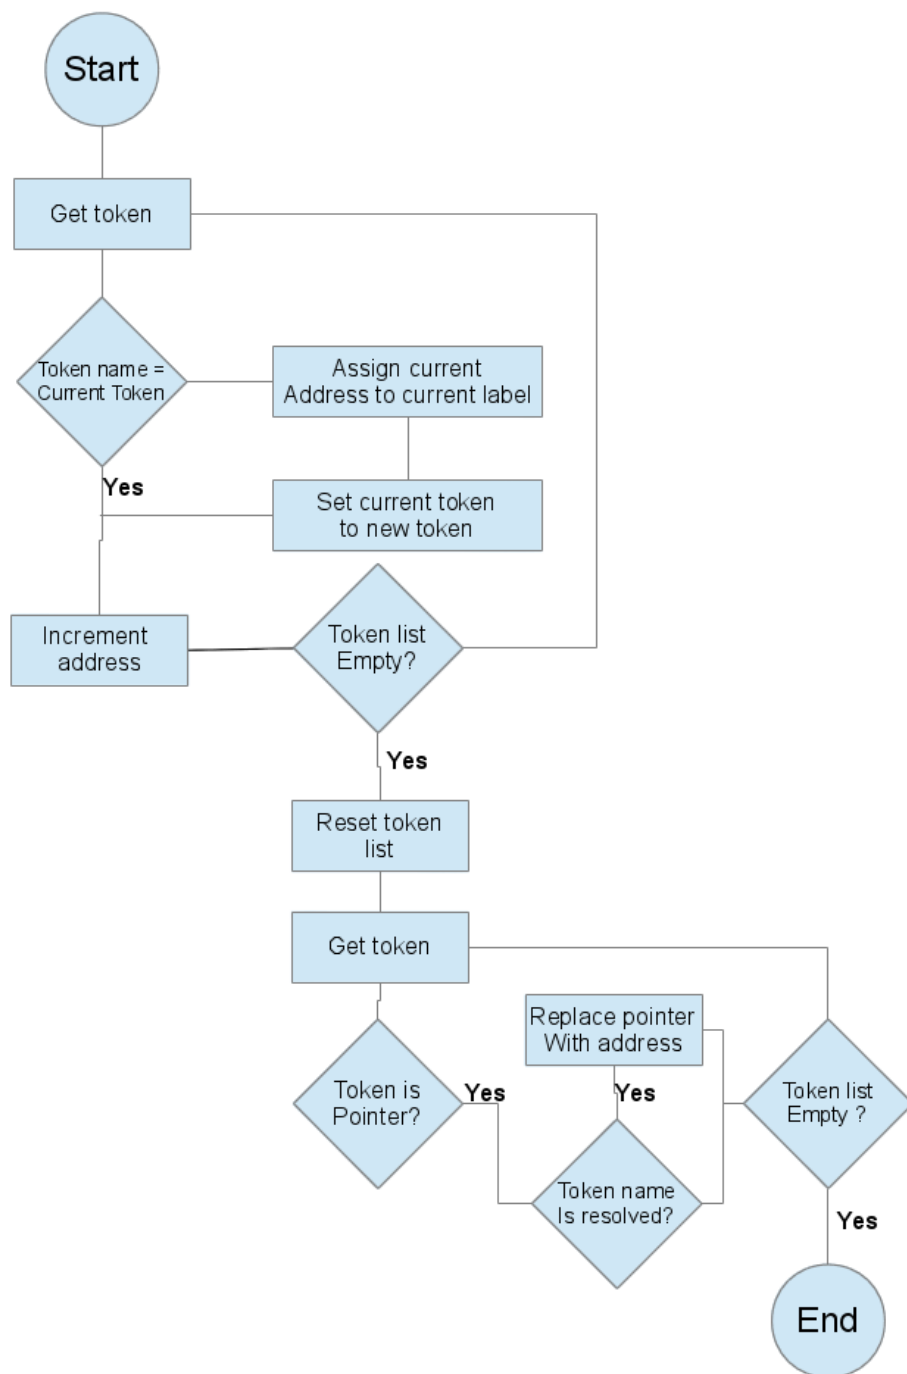 Start
Get token
Token name =
Current Token
Assign current
Address to current label
Yes
Set current token
to new token
Increment
address
Token list
Empty?
Yes
Reset token
list
Get token
Replace pointer
With address
Token is
Pointer?
Yes
Yes
Token list
Empty ?
Token name
Is resolved?
Yes
End